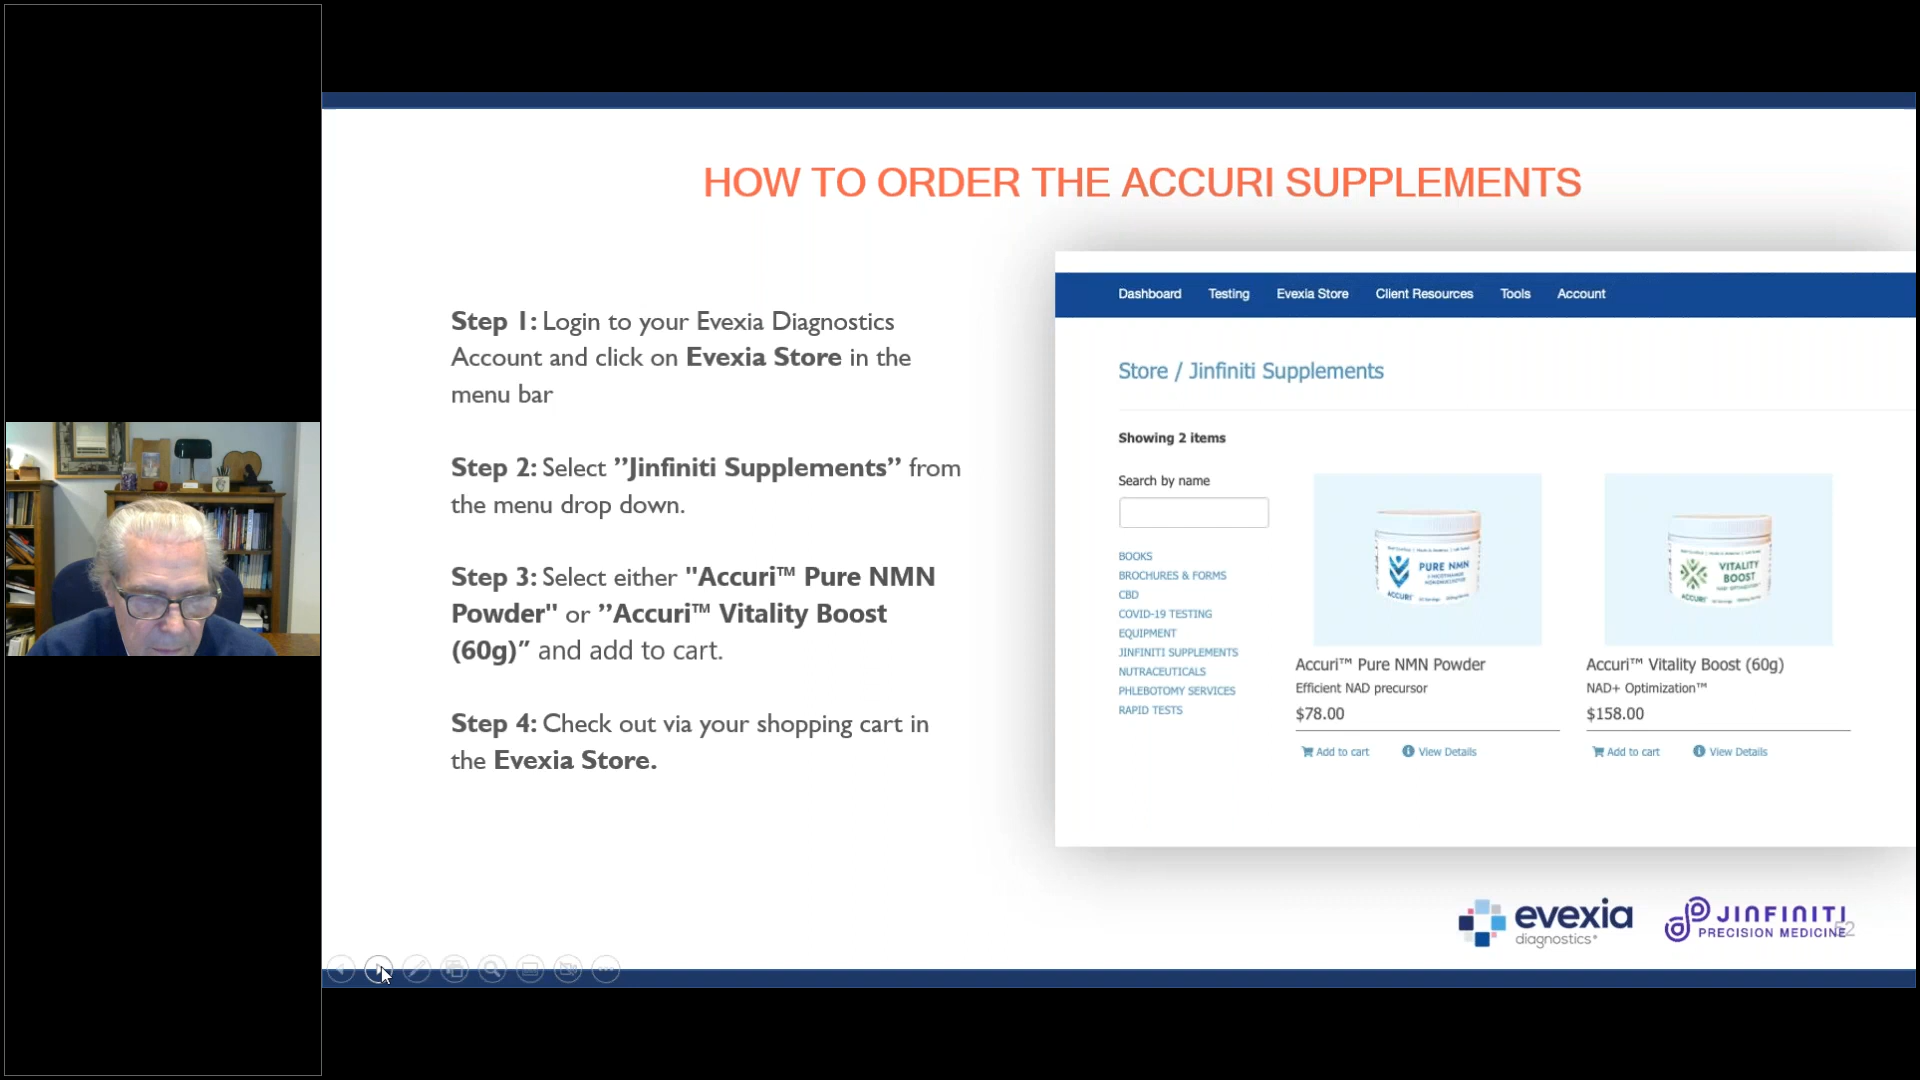 HOW TO ORDER THE ACCURI SUPPLEMENTS
Step 1: Login to your Evexia Diagnostics
Account and click on Evexia Store in the
menu bar
Step 2: Select ”Jinfiniti Supplements” from
the menu drop down.
Step 3: Select either "Accuri™ Pure NMN
Powder" or ”Accuri™ Vitality Boost
(60g)” and add to cart.
Step 4: Check out via your shopping cart in
the Evexia Store.
Dashboard Testing Evexia Store Client Resources Tools Account
Store / Jinfiniti Supplements
Showing 2 items
Search by name
BOOKS
BROCHURES & FORMS
CBD
COVID-19 TESTING
EQUIPMENT
JINFINITI SUPPLEMENTS
NUTRACEUTICALS
PHLEBOTOMY SERVICES
RAPID TESTS
PURE NMN
ACCURI
Accuri™ Pure NMN Powder
Efficient NAD precursor
$78.00
Add to cart View Details
VITALITY
BOOST
ACCURI
Accuri™ Vitality Boost (60g)
NAD+ Optimization™
$158.00
Add to cart View Details
evexia
diagnostics
JINFINITI
PRECISION MEDICINE
52